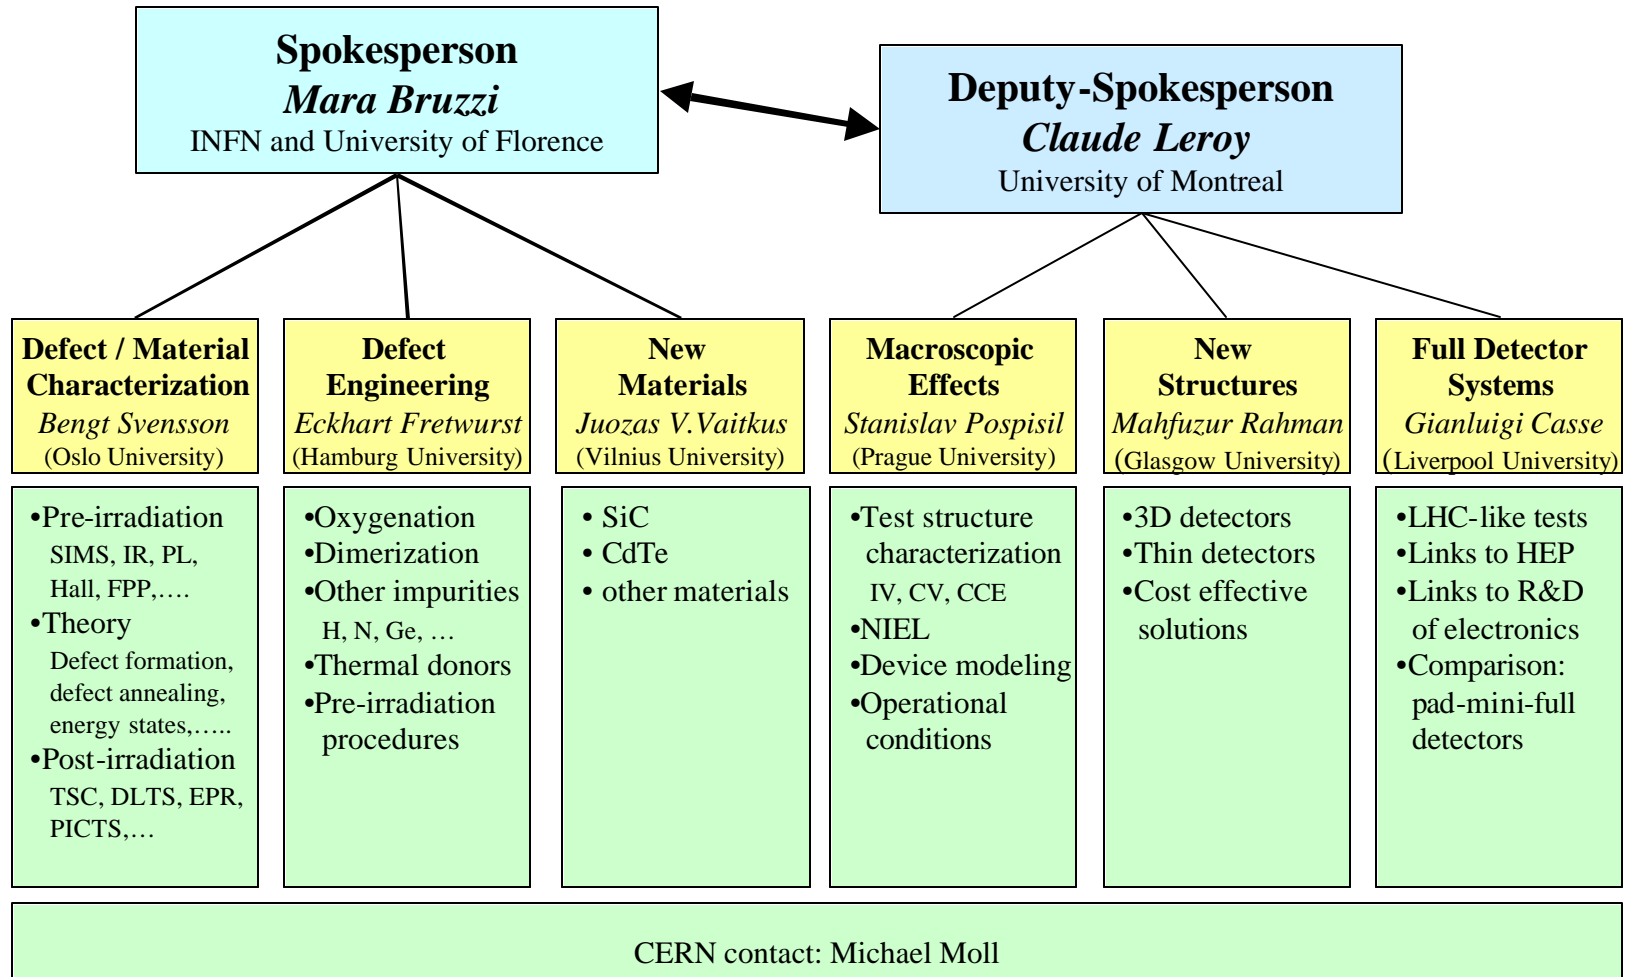 Spokesperson
Mara Bruzzi
INFN and University of Florence
Deputy-Spokesperson
Claude Leroy
University of Montreal
Defect / Material
Characterization
Bengt Svensson
(Oslo University)
Defect
Engineering
Eckhart Fretwurst
(Hamburg University)
New
Materials
Juozas V.Vaitkus
(Vilnius University)
Macroscopic
Effects
Stanislav Pospisil
(Prague University)
New
Structures
Mahfuzur Rahman
(Glasgow University)
Full Detector
Systems
Gianluigi Casse
(Liverpool University)
•Pre-irradiation
SIMS, IR, PL,
Hall, FPP,….
•Theory
Defect formation,
defect annealing,
energy states,…..
•Post-irradiation
TSC, DLTS, EPR,
PICTS,…
•Oxygenation
•Dimerization
•Other impurities
H, N, Ge, …
•Thermal donors
•Pre-irradiation
procedures
• SiC
• CdTe
• other materials
•Test structure
characterization
IV, CV, CCE
•NIEL
•Device modeling
•Operational
conditions
•3D detectors
•Thin detectors
•Cost effective
solutions
•LHC-like tests
•Links to HEP
•Links to R&D
of electronics
•Comparison:
pad-mini-full
detectors
CERN contact: Michael Moll